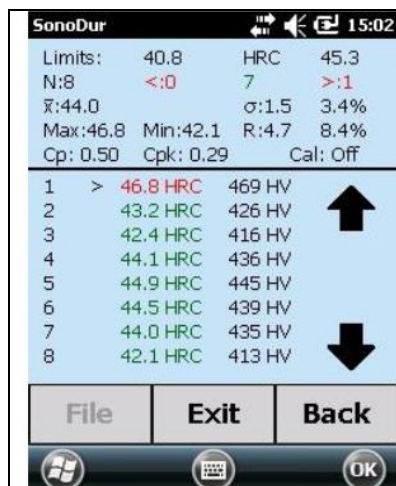 SonoDur 15:02
Limits: 40.8 HRC 45.3
N:8 <:0 7 >:1
x̅:44.0 σ:1.5 3.4%
Max:46.8 Min:42.1 R:4.7 8.4%
Cp: 0.50 Cpk: 0.29 Cal: Off
1 > 46.8 HRC 469 HV
2 43.2 HRC 426 HV
3 42.4 HRC 416 HV
4 44.1 HRC 436 HV
5 44.9 HRC 445 HV
6 44.5 HRC 439 HV
7 44.0 HRC 435 HV
8 42.1 HRC 413 HV
File Exit Back
OK